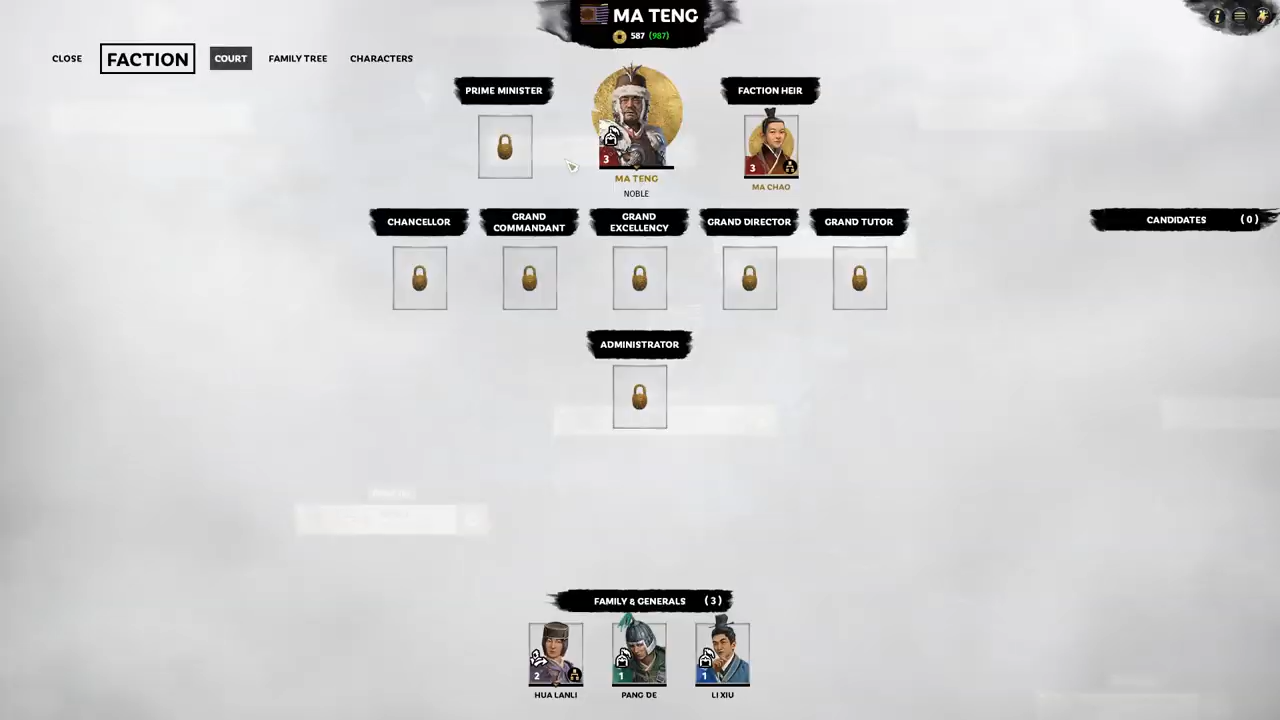 MA TENG
587 (987)
CLOSE
FACTION
COURT
FAMILY TREE
CHARACTERS
PRIME MINISTER
FACTION HEIR
3
MA TENG
NOBLE
3
MA CHAO
CHANCELLOR
GRAND
COMMANDANT
GRAND
EXCELLENCY
GRAND DIRECTOR
GRAND TUTOR
CANDIDATES (0)
ADMINISTRATOR
FAMILY & GENERALS (3)
2
HUA LANLI
1
PANG DE
1
LI XIU